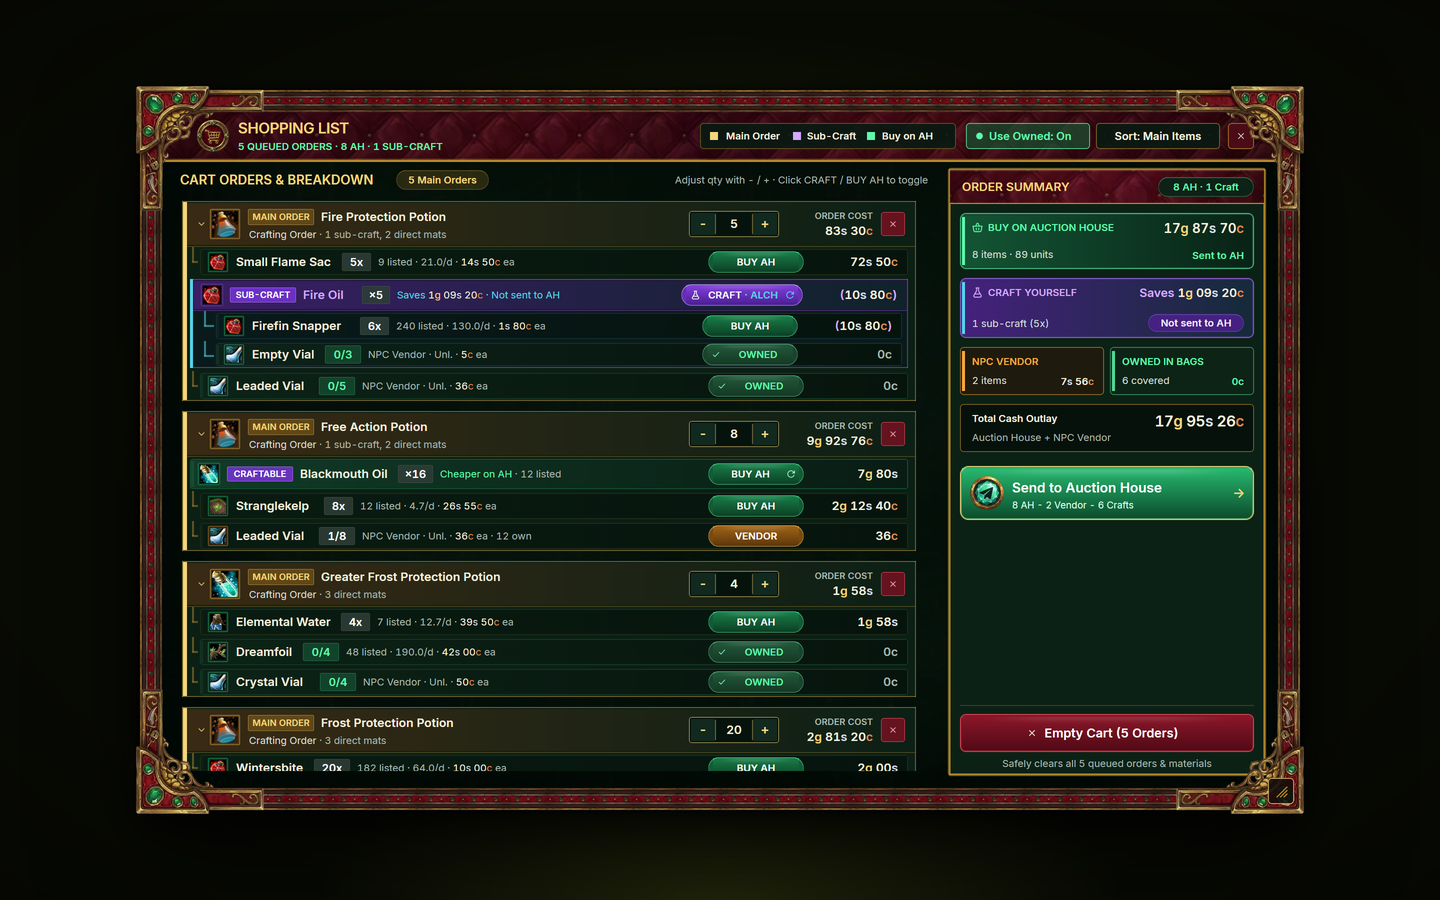 SHOPPING LIST
5 QUEUED ORDERS · 8 AH · 1 SUB-CRAFT
Main Order Sub-Craft Buy on AH
Use Owned: On
Sort: Main Items
×
CART ORDERS & BREAKDOWN
5 Main Orders
Adjust qty with - / + · Click CRAFT / BUY AH to toggle
MAIN ORDER Fire Protection Potion
Crafting Order · 1 sub-craft, 2 direct mats
- 5 +
ORDER COST
83s 30c
×
Small Flame Sac 5x 9 listed · 21.0/d · 14s 50c ea BUY AH 72s 50c
SUB-CRAFT Fire Oil ×5 Saves 1g 09s 20c · Not sent to AH CRAFT · ALCH (10s 80c)
Firefin Snapper 6x 240 listed · 130.0/d · 1s 80c ea BUY AH (10s 80c)
Empty Vial 0/3 NPC Vendor · Unl. · 5c ea ✓ OWNED 0c
Leaded Vial 0/5 NPC Vendor · Unl. · 36c ea ✓ OWNED 0c
MAIN ORDER Free Action Potion
Crafting Order · 1 sub-craft, 2 direct mats
- 8 +
ORDER COST
9g 92s 76c
×
CRAFTABLE Blackmouth Oil ×16 Cheaper on AH · 12 listed BUY AH 7g 80s
Stranglekelp 8x 12 listed · 4.7/d · 26s 55c ea BUY AH 2g 12s 40c
Leaded Vial 1/8 NPC Vendor · Unl. · 36c ea · 12 own VENDOR 36c
MAIN ORDER Greater Frost Protection Potion
Crafting Order · 3 direct mats
- 4 +
ORDER COST
1g 58s
×
Elemental Water 4x 7 listed · 12.7/d · 39s 50c ea BUY AH 1g 58s
Dreamfoil 0/4 48 listed · 190.0/d · 42s 00c ea ✓ OWNED 0c
Crystal Vial 0/4 NPC Vendor · Unl. · 50c ea ✓ OWNED 0c
MAIN ORDER Frost Protection Potion
Crafting Order · 3 direct mats
- 20 +
ORDER COST
2g 81s 20c
×
Wintersbite 20x 182 listed · 64.0/d · 10s 00c ea BUY AH 2g 00s
ORDER SUMMARY
8 AH · 1 Craft
BUY ON AUCTION HOUSE 17g 87s 70c
8 items · 89 units Sent to AH
CRAFT YOURSELF Saves 1g 09s 20c
1 sub-craft (5x) Not sent to AH
NPC VENDOR
2 items 7s 56c
OWNED IN BAGS
6 covered 0c
Total Cash Outlay 17g 95s 26c
Auction House + NPC Vendor
Send to Auction House
8 AH - 2 Vendor - 6 Crafts
→
× Empty Cart (5 Orders)
Safely clears all 5 queued orders & materials